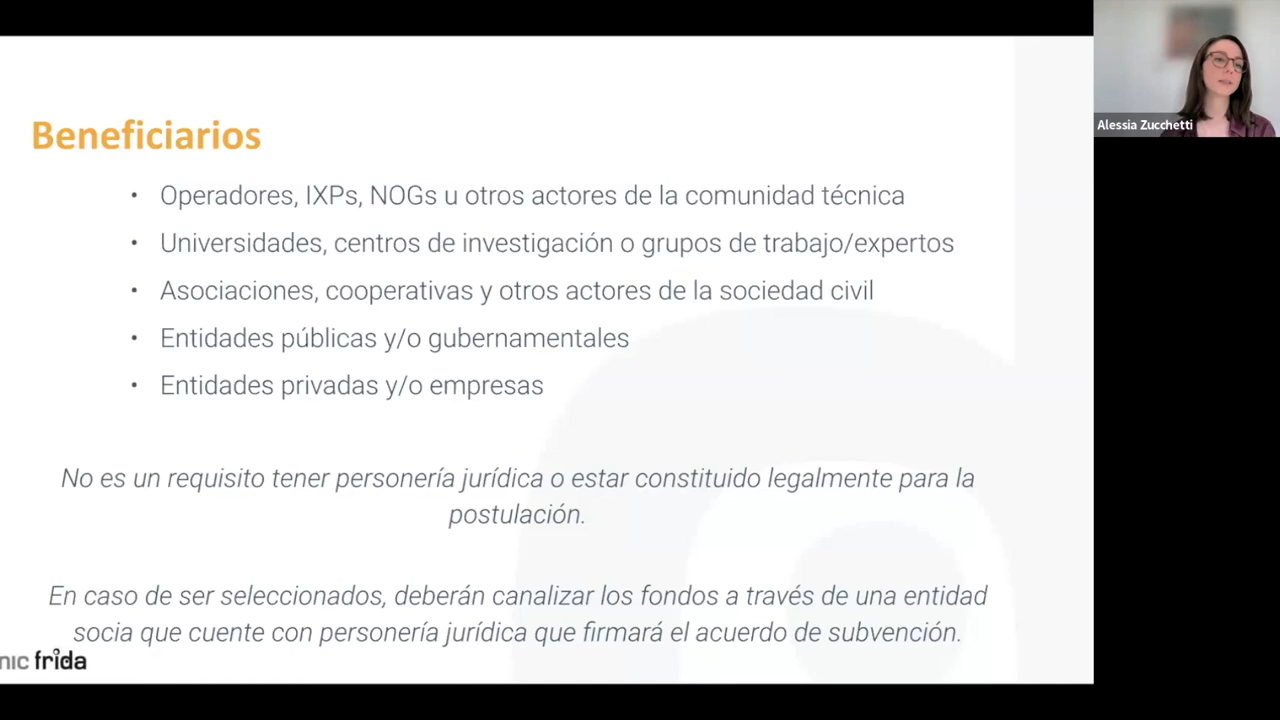 Beneficiarios
• Operadores, IXPs, NOGs u otros actores de la comunidad técnica
• Universidades, centros de investigación o grupos de trabajo/expertos
• Asociaciones, cooperativas y otros actores de la sociedad civil
• Entidades públicas y/o gubernamentales
• Entidades privadas y/o empresas
No es un requisito tener personería jurídica o estar constituido legalmente para la
postulación.
En caso de ser seleccionados, deberán canalizar los fondos a través de una entidad
socia que cuente con personería jurídica que firmará el acuerdo de subvención.
nic frida
Alessia Zucchetti